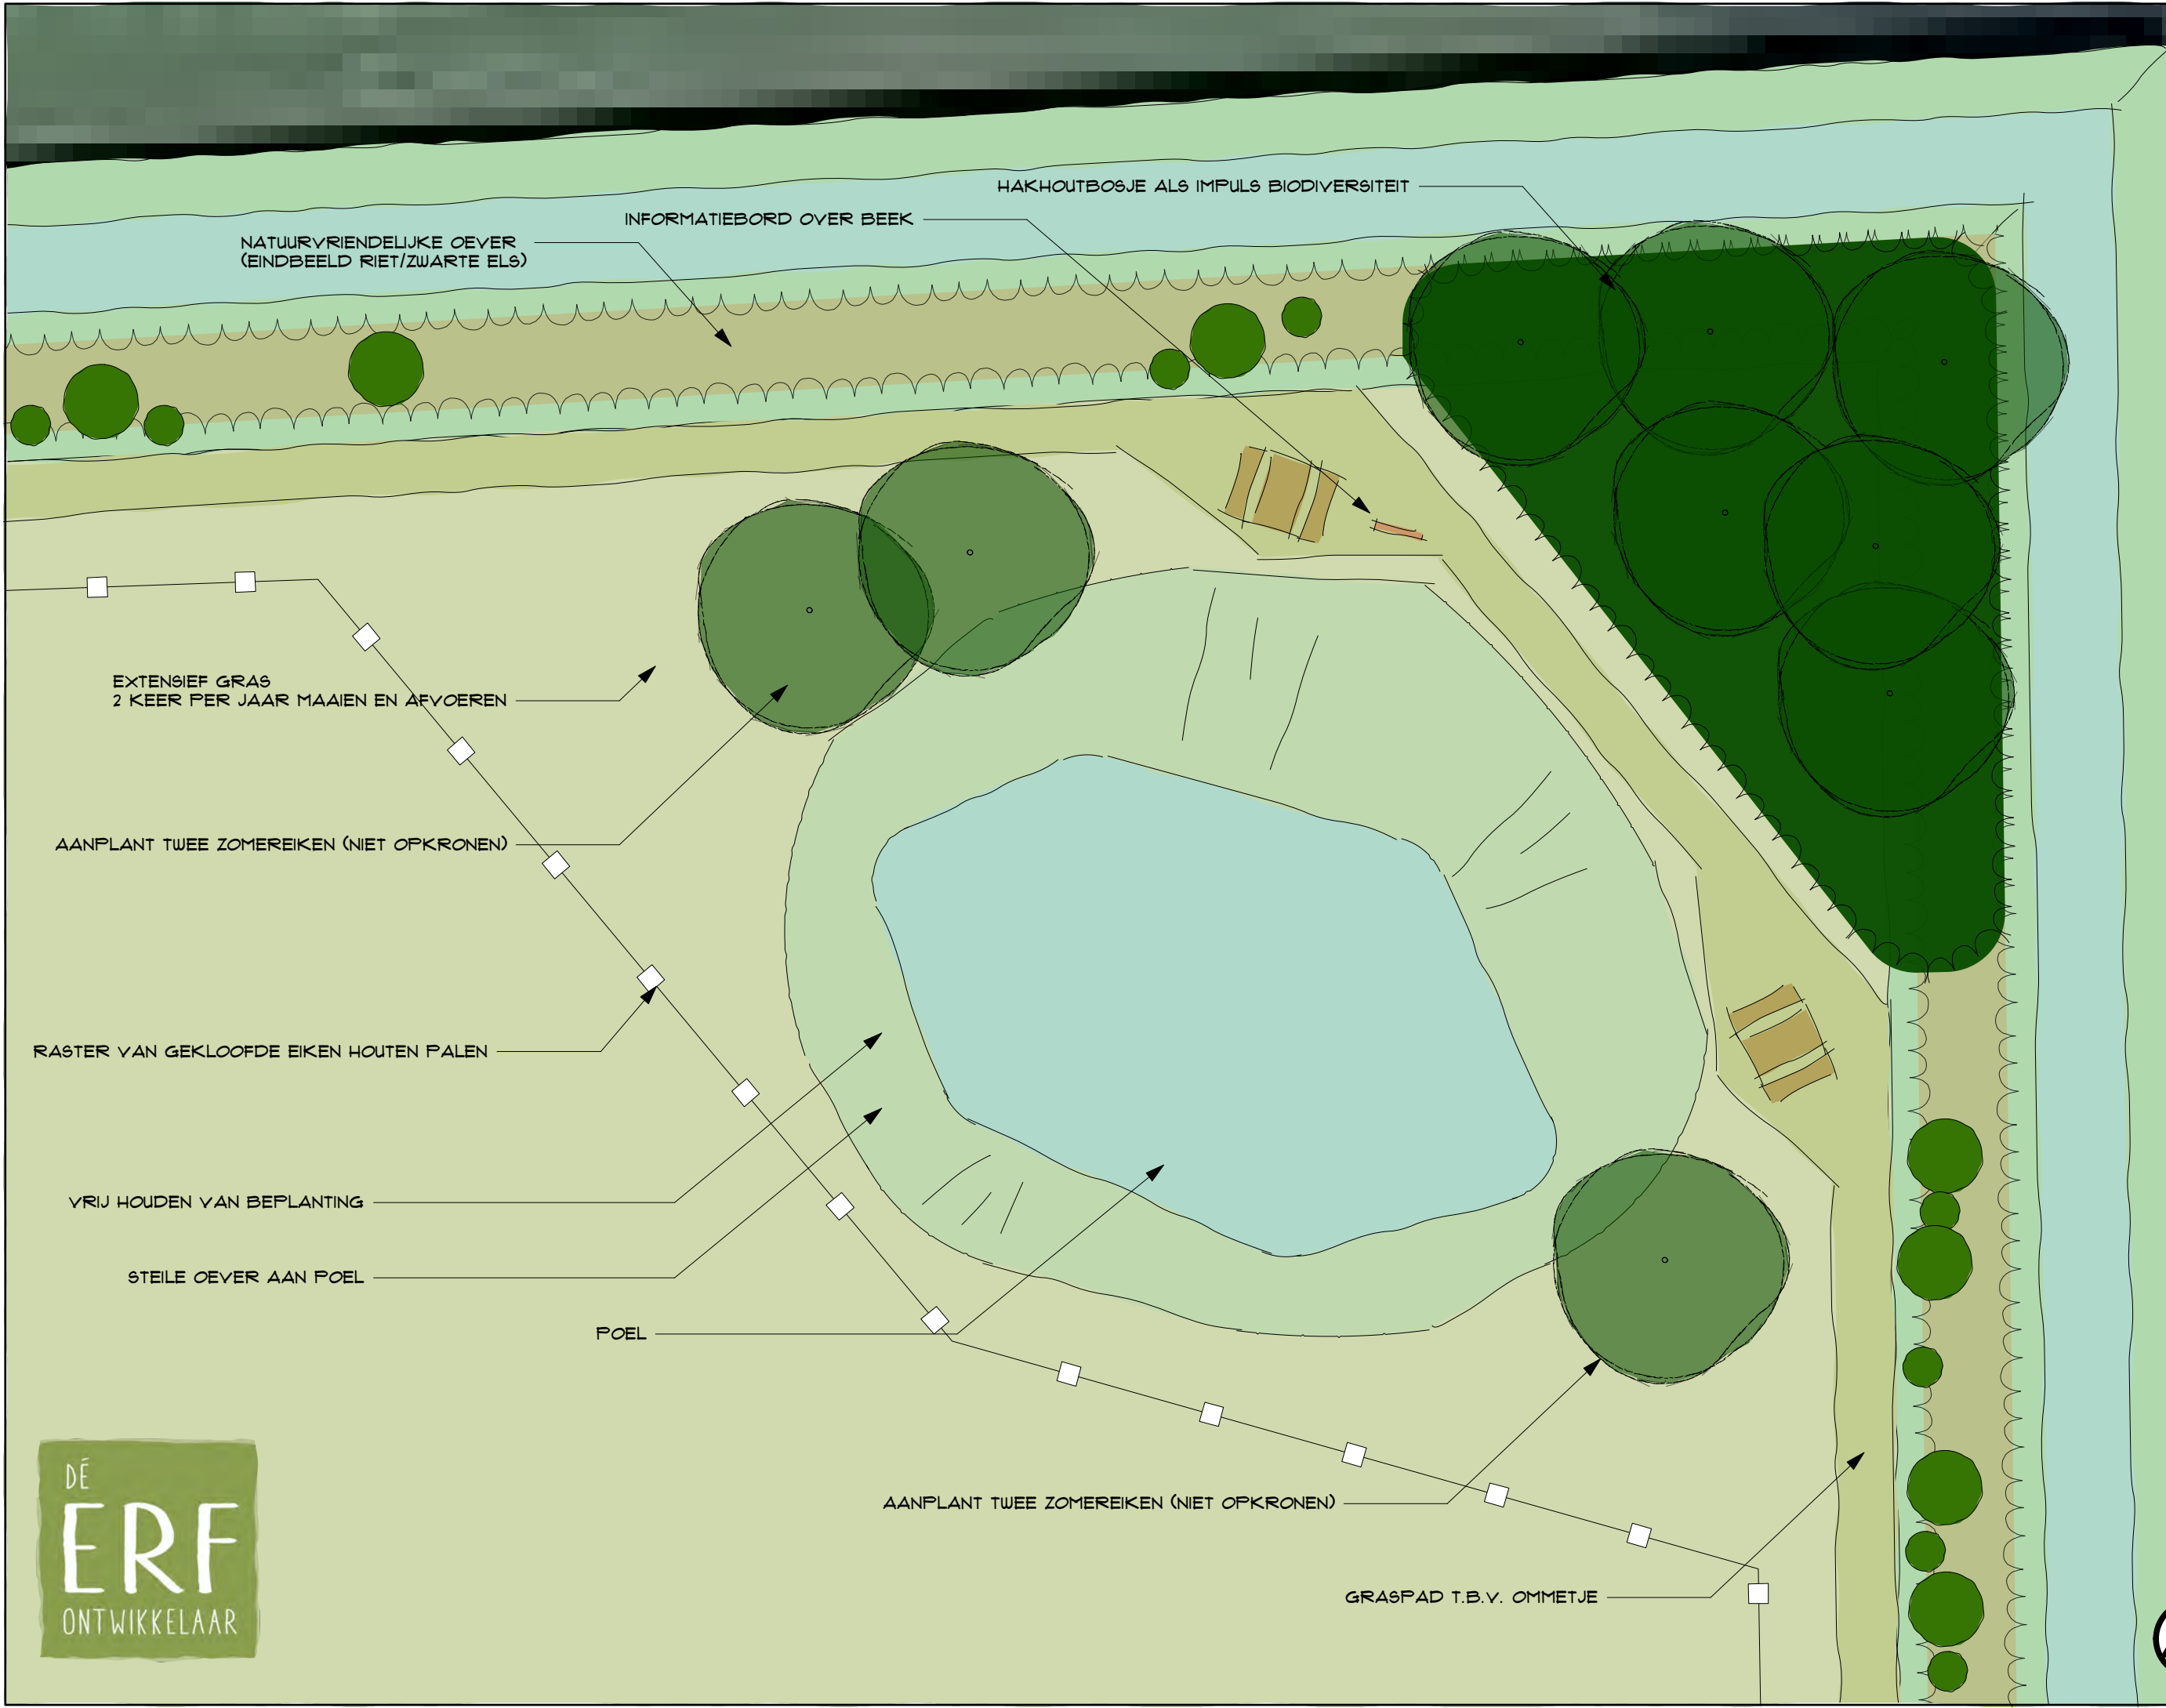 HAKHOUTBOSJE ALS IMPULS BIODIVERSITEIT
INFORMATIEBORD OVER BEEK
NATUURVRIENDELIJKE OEVER
(EINDBEELD RIET/ZWARTE ELS)
EXTENSIEF GRAS
2 KEER PER JAAR MAAIEN EN AFVOEREN
AANPLANT TWEE ZOMEREIKEN (NIET OPKRONEN)
RASTER VAN GEKLOOFDE EIKEN HOUTEN PALEN
VRIJ HOUDEN VAN BEPLANTING
STEILE OEVER AAN POEL
POEL
AANPLANT TWEE ZOMEREIKEN (NIET OPKRONEN)
GRASPAD T.B.V. OMMETJE
DÉ
ERF
ONTWIKKELAAR